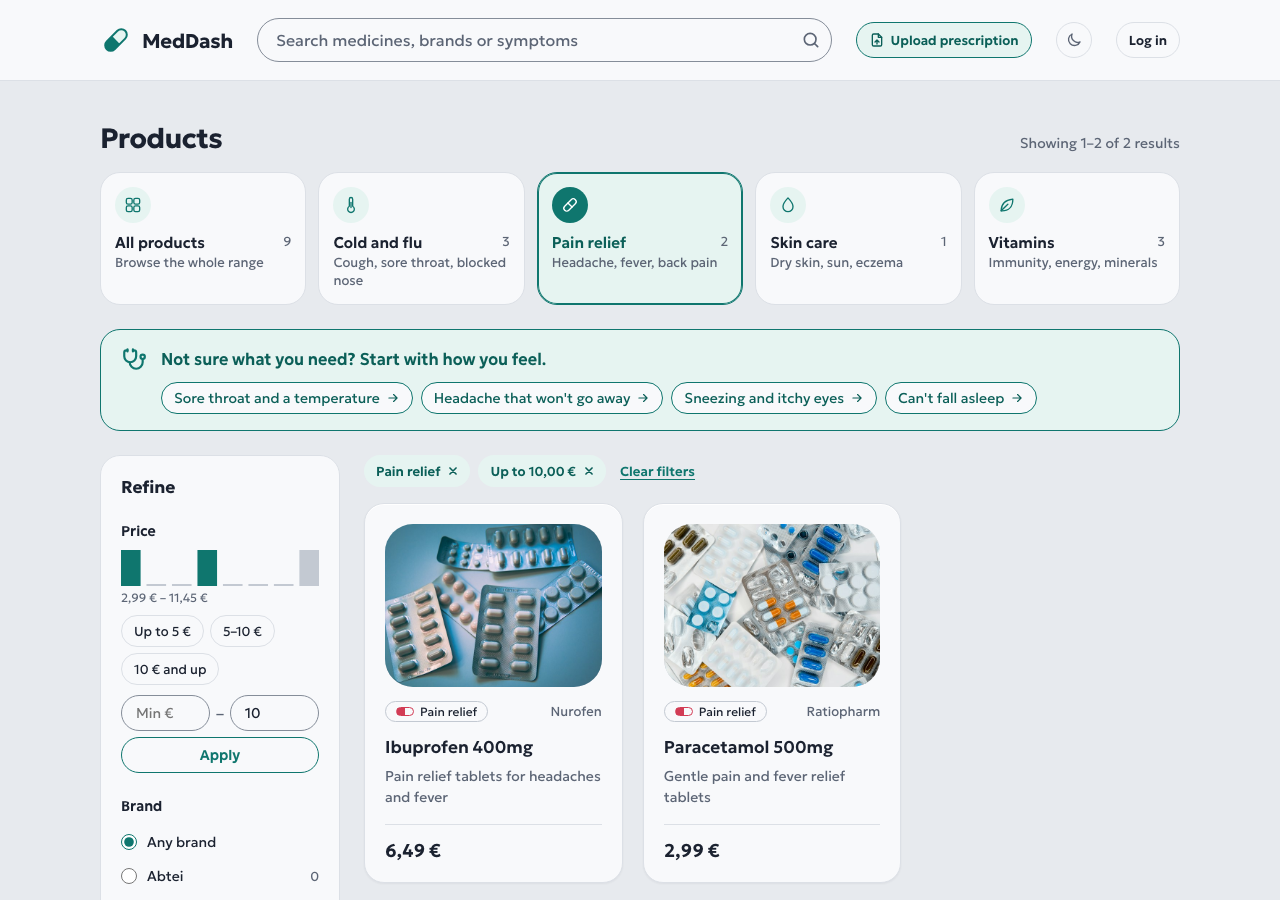 MedDash
Search medicines, brands or symptoms
Upload prescription
Log in
Products
Showing 1–2 of 2 results
All products 9
Browse the whole range
Cold and flu 3
Cough, sore throat, blocked
nose
Pain relief 2
Headache, fever, back pain
Skin care 1
Dry skin, sun, eczema
Vitamins 3
Immunity, energy, minerals
Not sure what you need? Start with how you feel.
Sore throat and a temperature →
Headache that won't go away →
Sneezing and itchy eyes →
Can't fall asleep →
Refine
Price
2,99 € – 11,45 €
Up to 5 €
5–10 €
10 € and up
Min € – 10
Apply
Brand
Any brand
Abtei 0
Pain relief ×
Up to 10,00 € ×
Clear filters
Pain relief Nurofen
Ibuprofen 400mg
Pain relief tablets for headaches
and fever
6,49 €
Pain relief Ratiopharm
Paracetamol 500mg
Gentle pain and fever relief
tablets
2,99 €